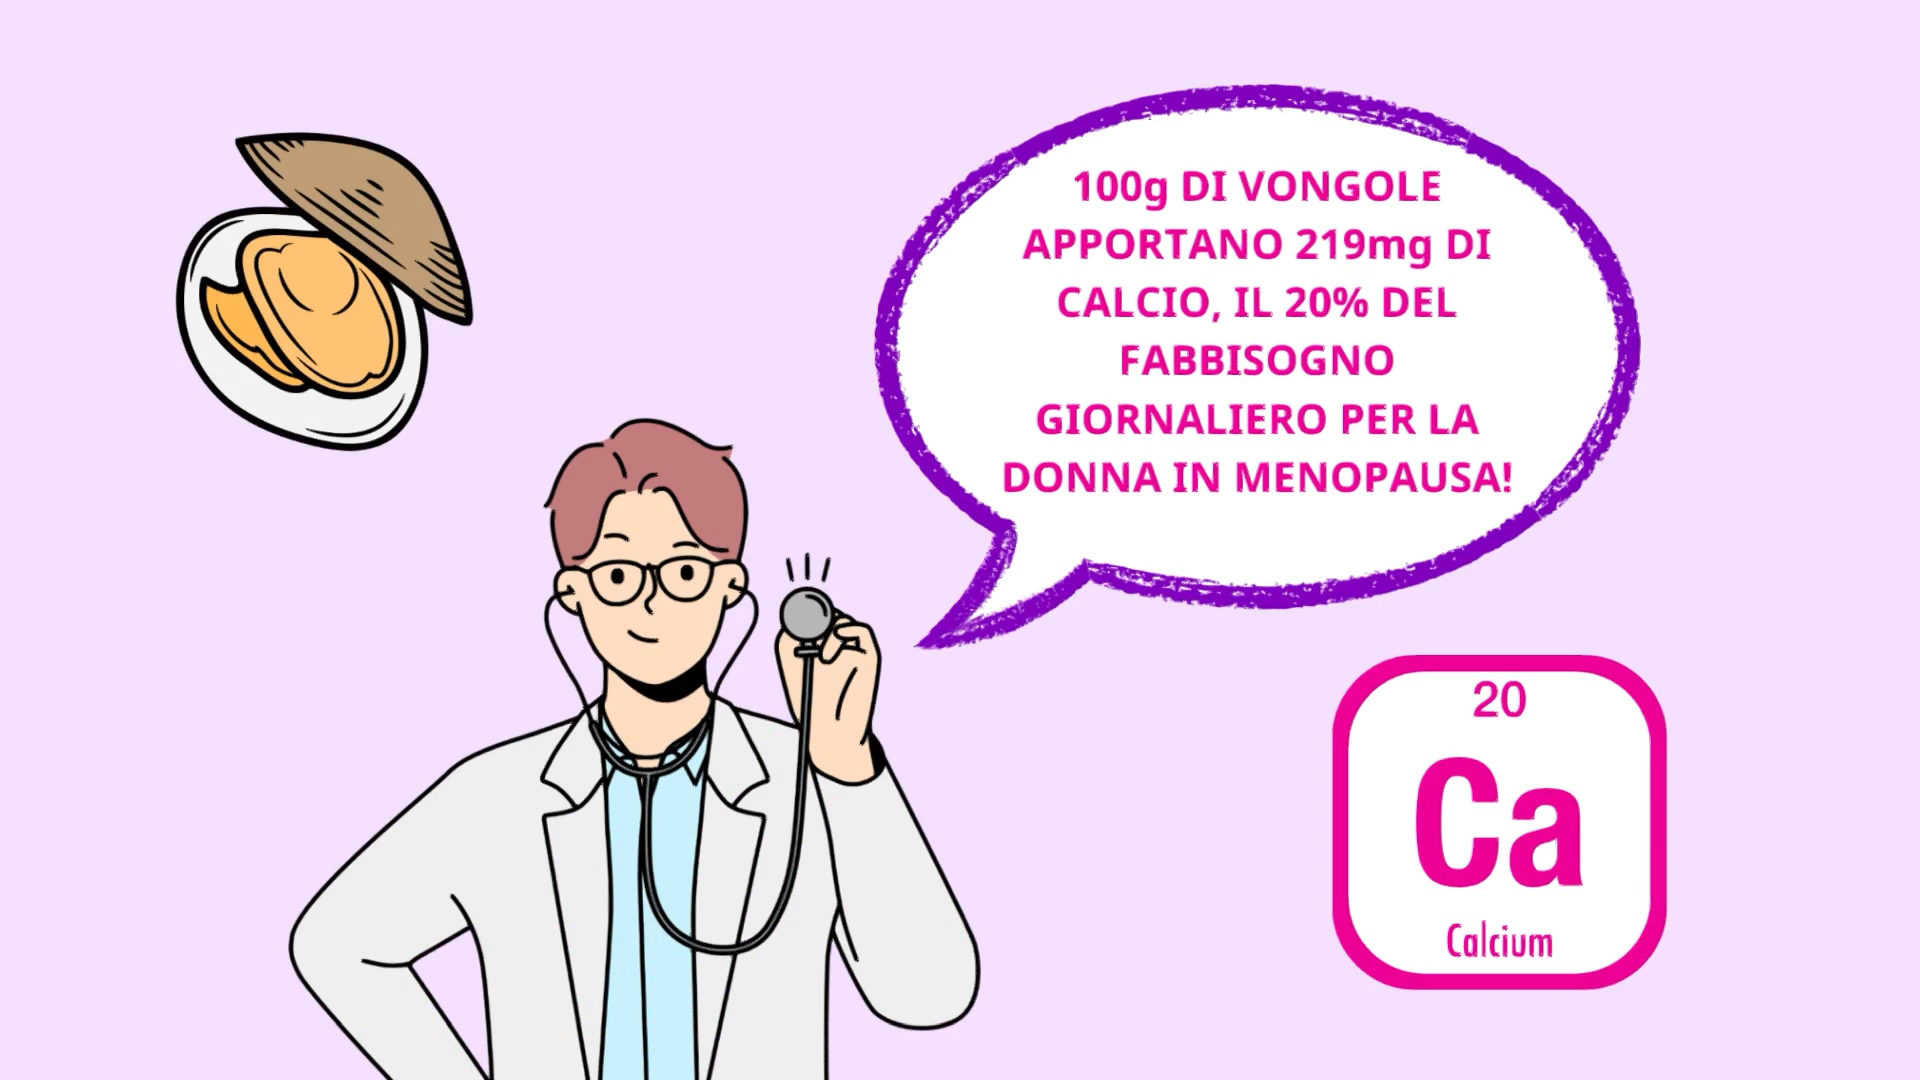 100g DI VONGOLE
APPORTANO 219mg DI
CALCIO, IL 20% DEL
FABBISOGNO
GIORNALIERO PER LA
DONNA IN MENOPAUSA!
20
Ca
Calcium